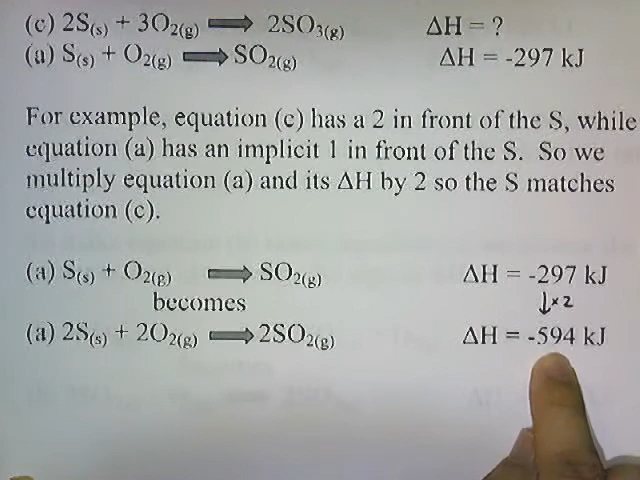 (c) 2S(s) + 3O2(g) ⟹ 2SO3(g) ΔH = ?
(a) S(s) + O2(g) ⟹ SO2(g) ΔH = -297 kJ
For example, equation (c) has a 2 in front of the S, while
equation (a) has an implicit 1 in front of the S. So we
multiply equation (a) and its ΔH by 2 so the S matches
equation (c).
(a) S(s) + O2(g) ⟹ SO2(g) ΔH = -297 kJ
becomes ↓×2
(a) 2S(s) + 2O2(g) ⟹ 2SO2(g) ΔH = -594 kJ